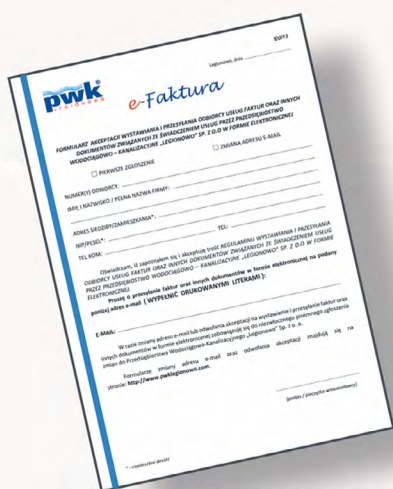 EU/12
Legionowo, dnia
pwk
LEGIONOWO
e-Faktura
FORMULARZ AKCEPTACJI WYSTAWIANIA I PRZESYŁANIA ODBIORCY USŁUG FAKTUR ORAZ INNYCH
DOKUMENTÓW ZWIĄZANYCH ZE ŚWIADCZENIEM USŁUG PRZEZ PRZEDSIĘBIORSTWO
WODOCIĄGOWO – KANALIZACYJNE „LEGIONOWO” SP. Z O.O W FORMIE ELEKTRONICZNEJ
PIERWSZE ZGŁOSZENIE
ZMIANA ADRESU E-MAIL
NUMER(Y) ODBIORCY:
IMIĘ I NAZWISKO / PEŁNA NAZWA FIRMY:
ADRES SIEDZIBY/ZAMIESZKANIA*:
NIP/PESEL*:
TEL:
TEL KOM:
Oświadczam, iż zapoznałem się i akceptuję treść REGULAMINU WYSTAWIANIA I PRZESYŁANIA
ODBIORCY USŁUG FAKTUR ORAZ INNYCH DOKUMENTÓW ZWIĄZANYCH ZE ŚWIADCZENIEM USŁUG
PRZEZ PRZEDSIĘBIORSTWO WODOCIĄGOWO – KANALIZACYJNE „LEGIONOWO” SP. Z O.O W FORMIE
ELEKTRONICZNEJ.
Proszę o przesyłanie faktur oraz innych dokumentów w formie elektronicznej na podany
poniżej adres e-mail ( WYPEŁNIĆ DRUKOWANYMI LITERAMI ):
E-MAIL:
W razie zmiany adresu e-mail lub odwołania akceptacji na wystawianie i przesyłanie faktur oraz
innych dokumentów w formie elektronicznej zobowiązuję się do niezwłocznego pisemnego zgłoszenia
zmian do Przedsiębiorstwa Wodociągowo-Kanalizacyjnego „Legionowo” Sp. z o. o.
Formularze zmiany adresu e-mail oraz odwołania akceptacji znajdują się na
stronie: http://www.pwklegionowo.com.
(podpis / pieczątka wnioskodawcy)
* - niepotrzebne skreślić